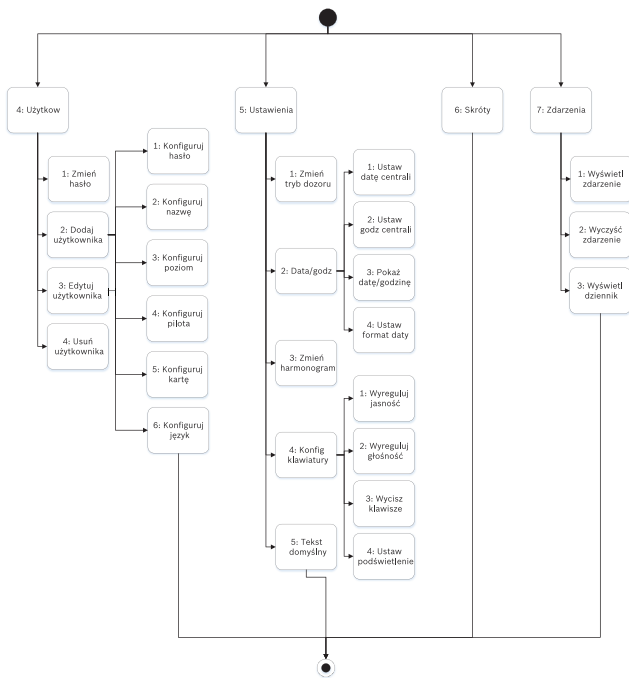 4: Użytkow
1: Zmień
hasło
2: Dodaj
użytkownika
3: Edytuj
użytkownika
4: Usuń
użytkownika
1: Konfiguruj
hasło
2: Konfiguruj
nazwę
3: Konfiguruj
poziom
4: Konfiguruj
pilota
5: Konfiguruj
kartę
6: Konfiguruj
język
5: Ustawienia
1: Zmień
tryb dozoru
2: Data/godz
3: Zmień
harmonogram
4: Konfig
klawiatury
5: Tekst
domyślny
1: Ustaw
datę centrali
2: Ustaw
godz centrali
3: Pokaż
datę/godzinę
4: Ustaw
format daty
1: Wyreguluj
jasność
2: Wyreguluj
głośność
3: Wycisz
klawisze
4: Ustaw
podświetlenie
6: Skróty
7: Zdarzenia
1: Wyświetl
zdarzenie
2: Wyczyść
zdarzenie
3: Wyświetl
dziennik